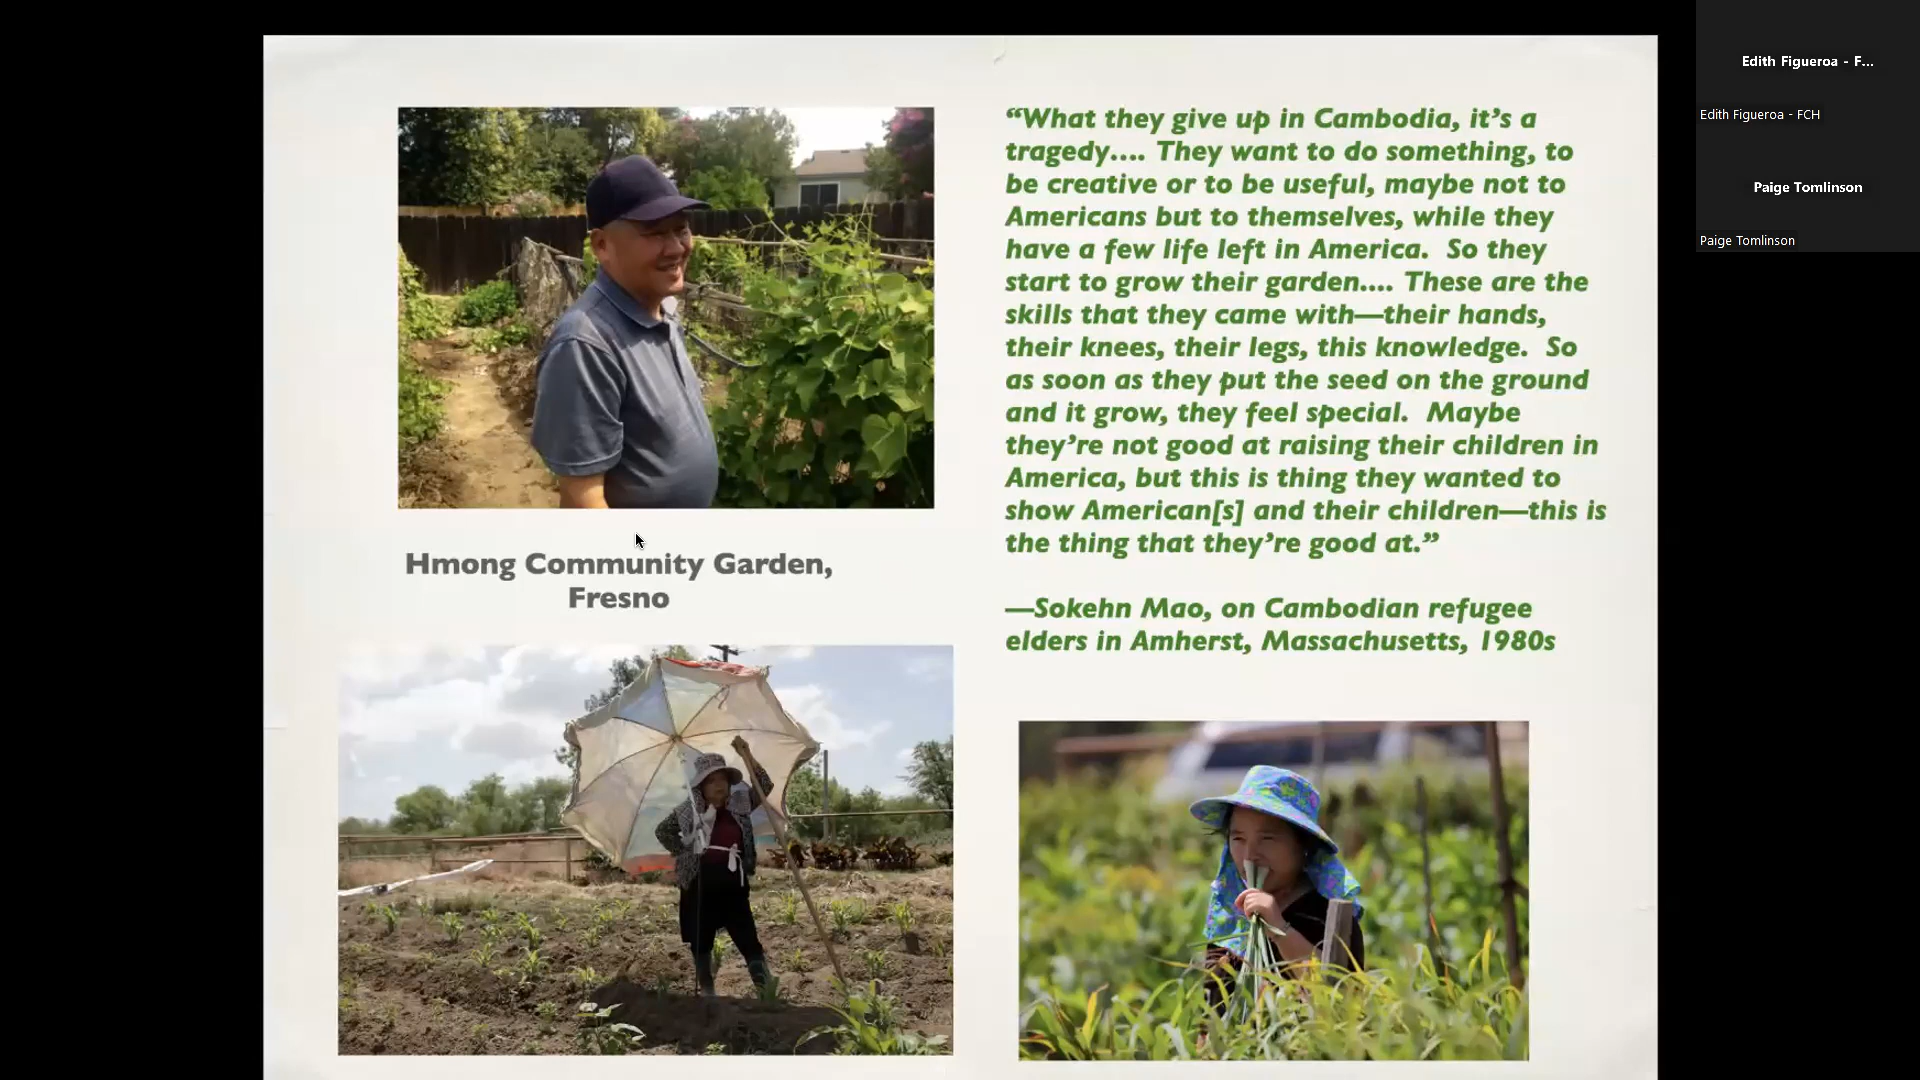 “What they give up in Cambodia, it’s a
tragedy…. They want to do something, to
be creative or to be useful, maybe not to
Americans but to themselves, while they
have a few life left in America.  So they
start to grow their garden…. These are the
skills that they came with—their hands,
their knees, their legs, this knowledge.  So
as soon as they put the seed on the ground
and it grow, they feel special.  Maybe
they’re not good at raising their children in
America, but this is thing they wanted to
show American[s] and their children—this is
the thing that they’re good at.”
—Sokehn Mao, on Cambodian refugee
elders in Amherst, Massachusetts, 1980s
Hmong Community Garden,
Fresno
Edith Figueroa - F...
Edith Figueroa - FCH
Paige Tomlinson
Paige Tomlinson